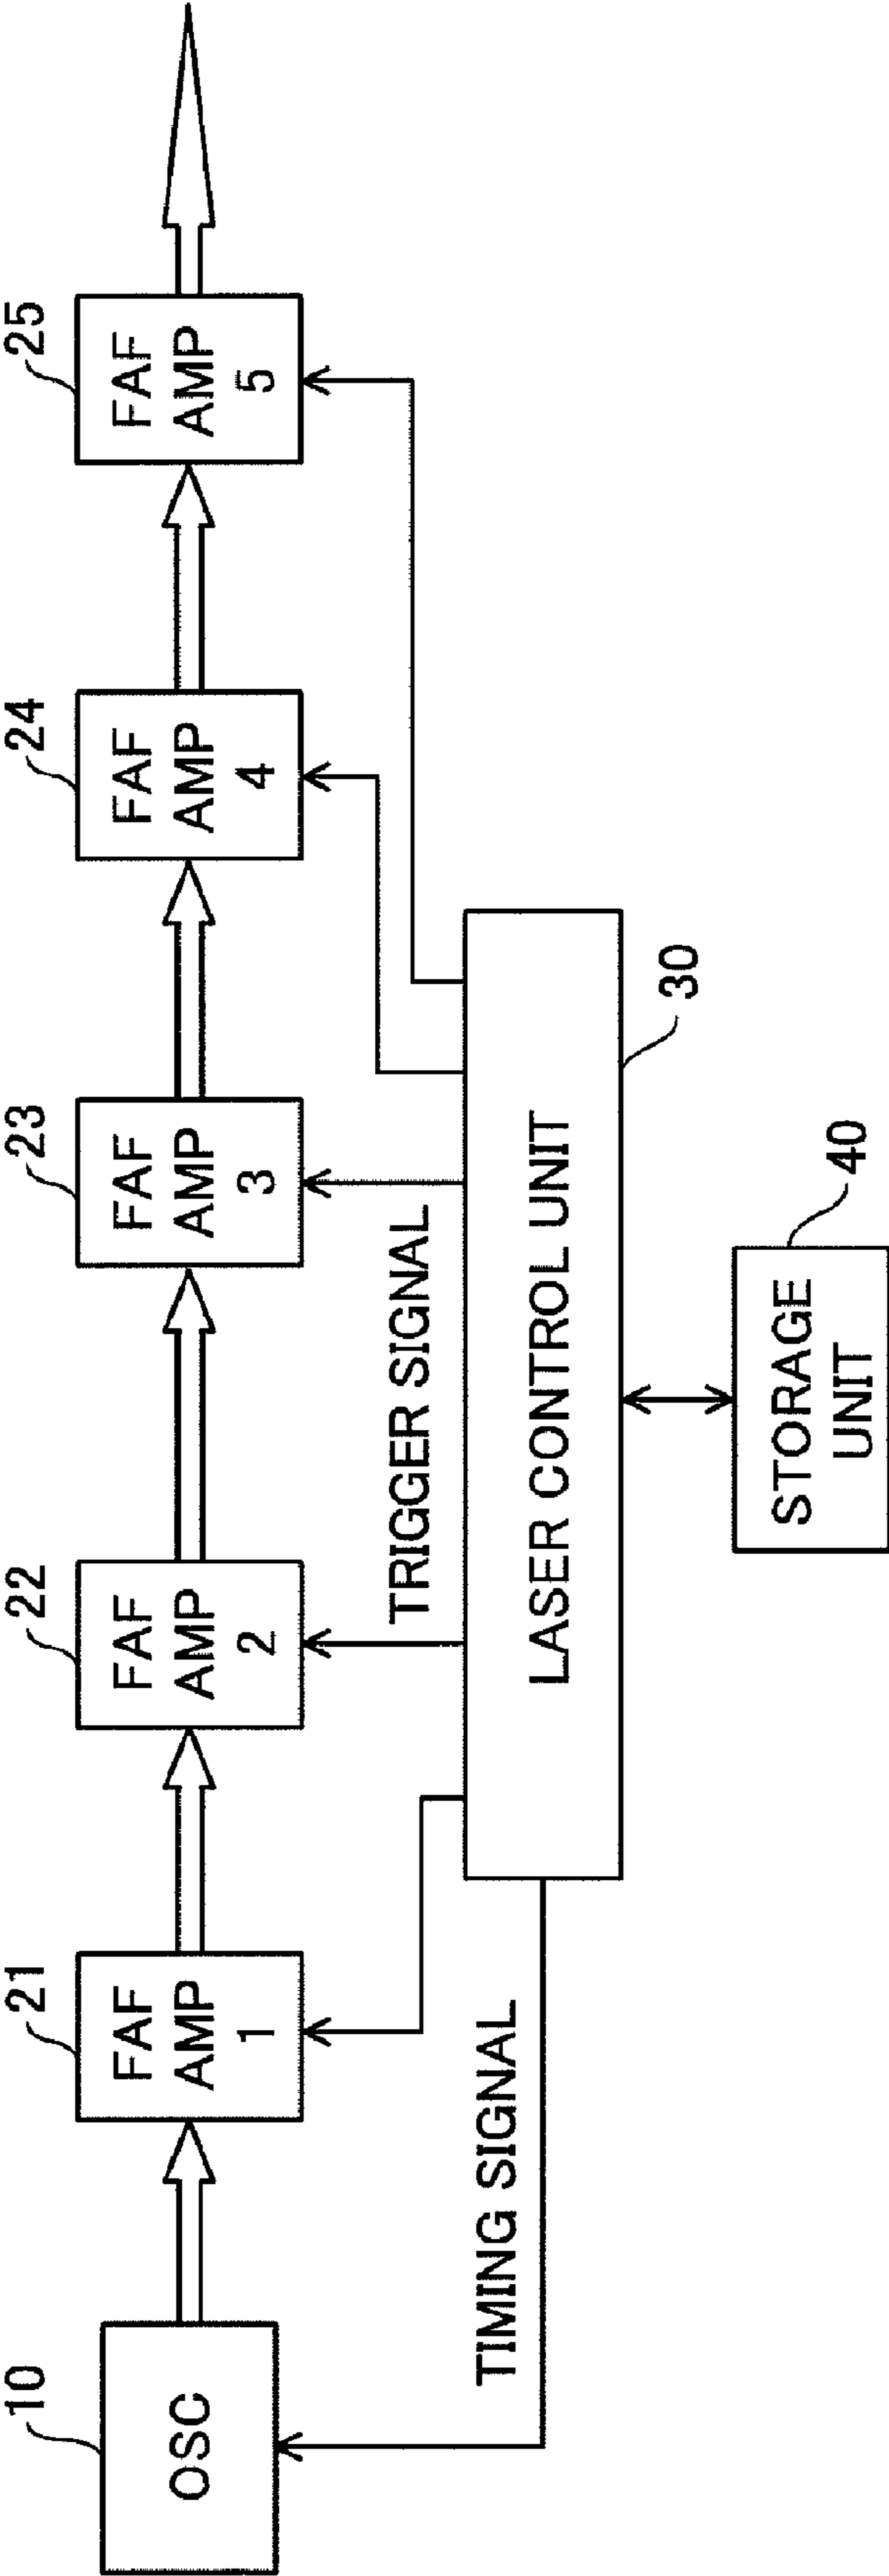 10
OSC
21
FAF
AMP
1
22
FAF
AMP
2
23
FAF
AMP
3
24
FAF
AMP
4
25
FAF
AMP
5
TRIGGER SIGNAL
TIMING SIGNAL
LASER CONTROL UNIT
30
STORAGE
UNIT
40